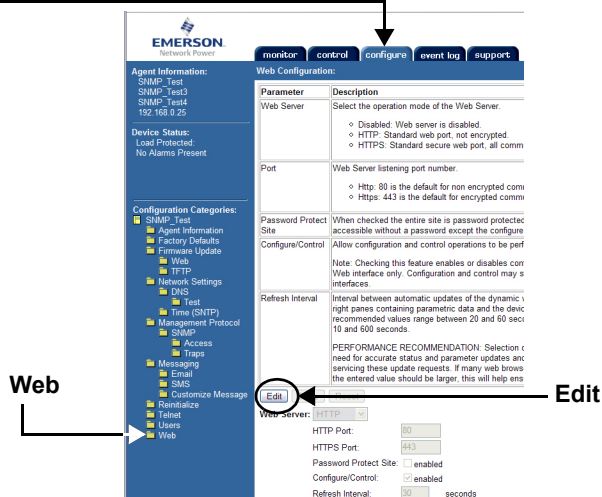 EMERSON.
Network Power
monitor control configure event log support
Agent Information:
SNMP_Test
SNMP_Test3
SNMP_Test4
192.168.0.25
Device Status:
Load Protected:
No Alarms Present
Configuration Categories:
SNMP_Test
Agent Information
Factory Defaults
Firmware Update
Web
TFTP
Network Settings
DNS
Test
Time (SNTP)
Management Protocol
SNMP
Access
Traps
Messaging
Email
SMS
Customize Message
Reinitialize
Telnet
Users
Web
Web
Web Configuration:
Parameter Description
Web Server Select the operation mode of the Web Server.
Disabled: Web server is disabled.
HTTP: Standard web port, not encrypted.
HTTPS: Standard secure web port, all comm
Port Web Server listening port number.
Http: 80 is the default for non encrypted com
Https: 443 is the default for encrypted commu
Password Protect When checked the entire site is password protected
Site accessible without a password except the configure
Configure/Control Allow configuration and control operations to be perf
Note: Checking this feature enables or disables con
Web interface only. Configuration and control may s
interfaces.
Refresh Interval Interval between automatic updates of the dynamic
right panes containing parametric data and the devic
recommended values range between 20 and 60 sec
10 and 600 seconds.
PERFORMANCE RECOMMENDATION: Selection
need for accurate status and parameter updates and
servicing these update requests. If many web brows
the entered value should be larger, this will help ens
Edit Reset
Edit
Web Server: HTTP
HTTP Port: 80
HTTPS Port: 443
Password Protect Site: enabled
Configure/Control: enabled
Refresh Interval: 30 seconds